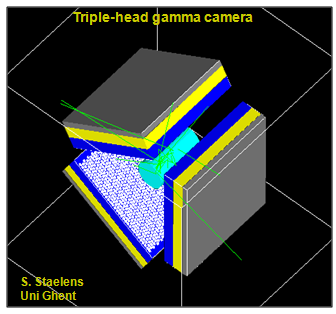 Triple-head gamma camera
S. Staelens
Uni Ghent